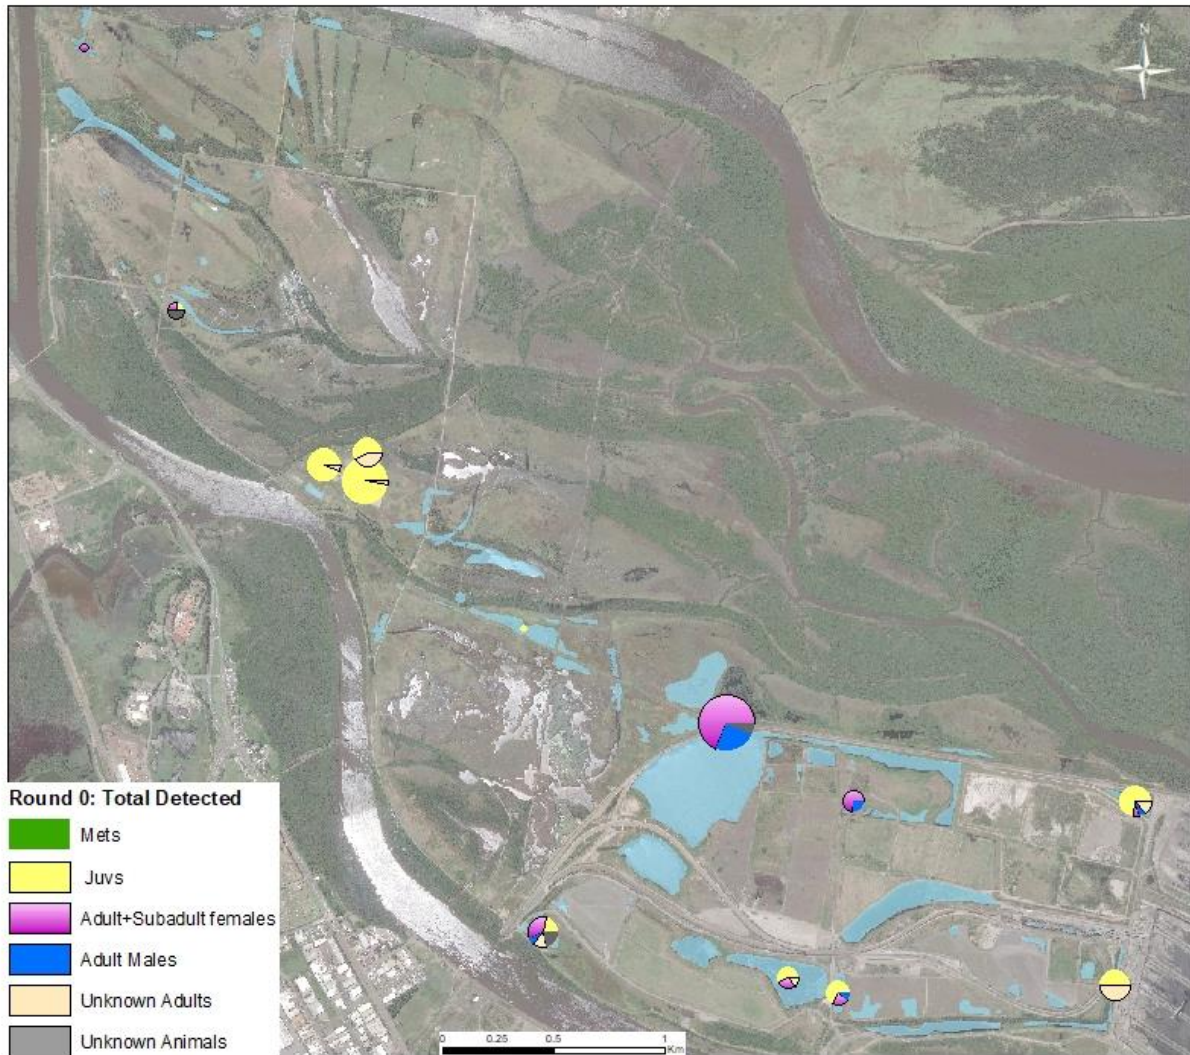 N
Round 0: Total Detected
Mets
Juvs
Adult+Subadult females
Adult Males
Unknown Adults
Unknown Animals
0 0.25 0.5 1
Km